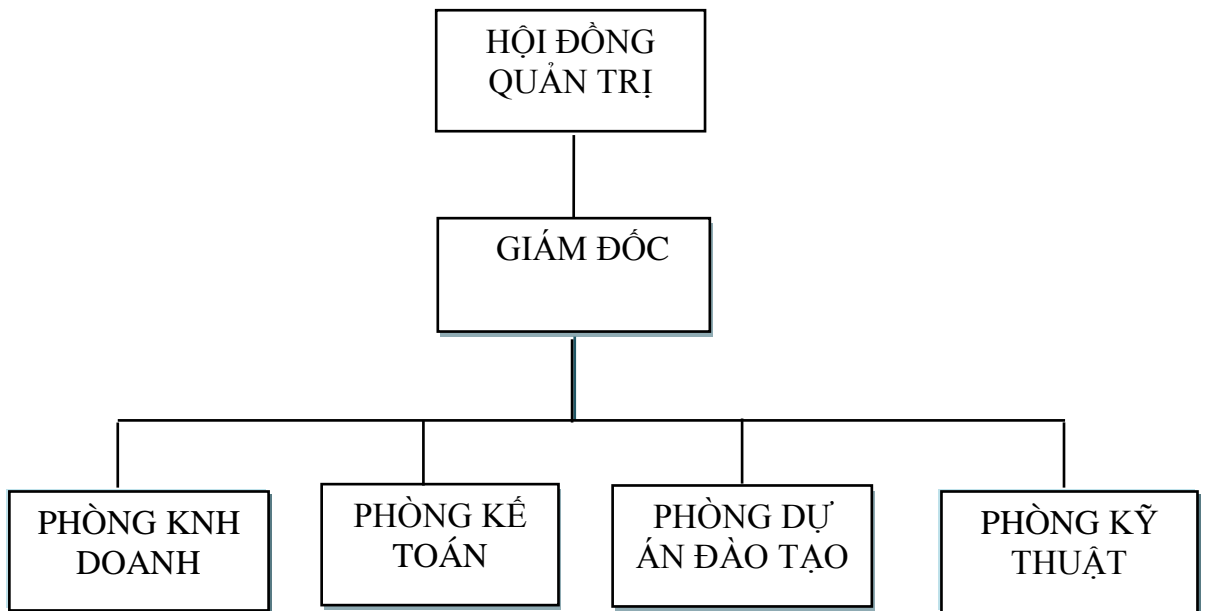 HỘI ĐỒNG
QUẢN TRỊ
GIÁM ĐỐC
PHÒNG KNH
DOANH
PHÒNG KẾ
TOÁN
PHÒNG DỰ
ÁN ĐÀO TẠO
PHÒNG KỸ
THUẬT